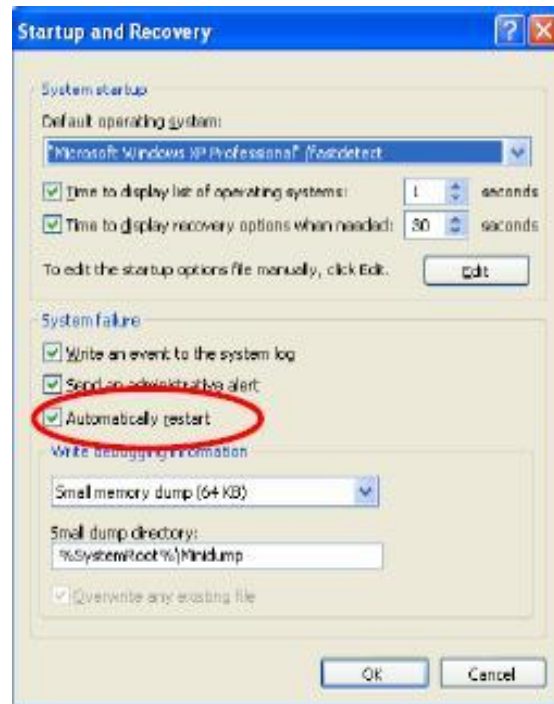 Startup and Recovery
System startup
Default operating system:
"Microsoft Windows XP Professional" /fastdetect
Time to display list of operating systems: 1 seconds
Time to display recovery options when needed: 30 seconds
To edit the startup options file manually, click Edit. Edit
System failure
Write an event to the system log
Send an administrative alert
Automatically restart
Write debugging information
Small memory dump (64 KB)
Small dump directory:
%SystemRoot%\Minidump
Overwrite any existing file
OK Cancel